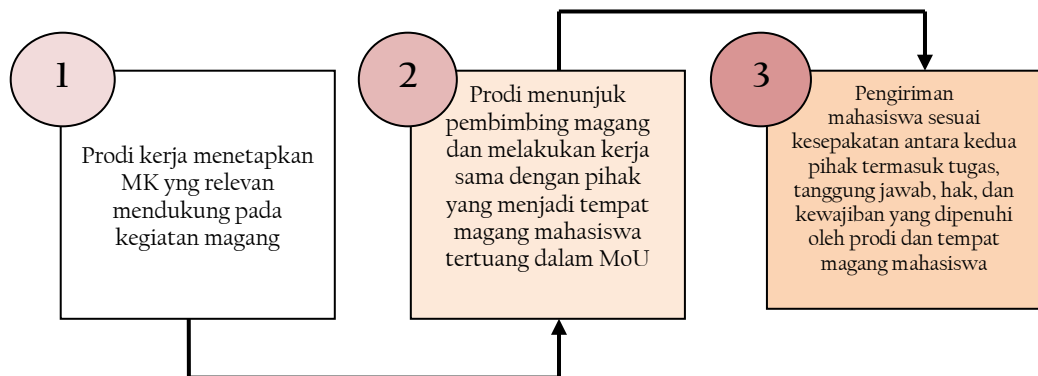 1
Prodi kerja menetapkan
MK yng relevan
mendukung pada
kegiatan magang
2
Prodi menunjuk
pembimbing magang
dan melakukan kerja
sama dengan pihak
yang menjadi tempat
magang mahasiswa
tertuang dalam MoU
3
Pengiriman
mahasiswa sesuai
kesepakatan antara kedua
pihak termasuk tugas,
tanggung jawab, hak, dan
kewajiban yang dipenuhi
oleh prodi dan tempat
magang mahasiswa